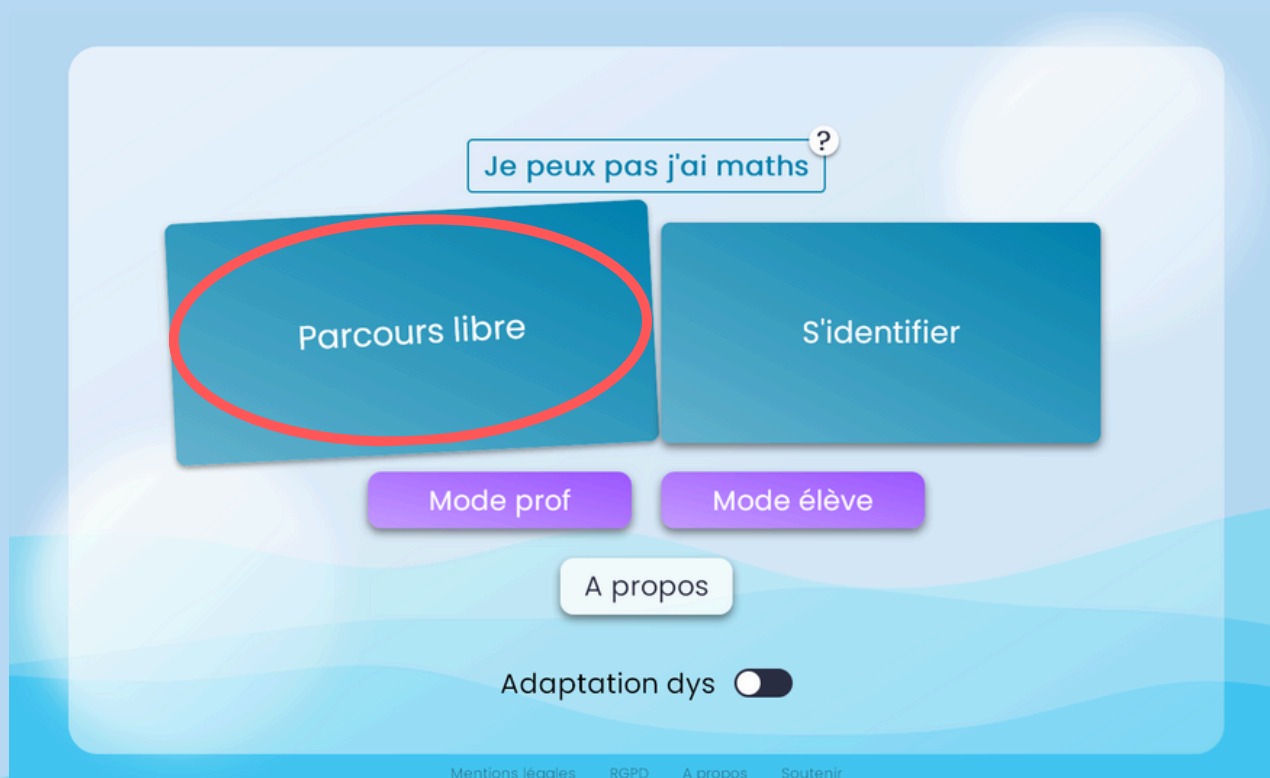 Je peux pas j'ai maths
?
Parcours libre
S'identifier
Mode prof
Mode élève
A propos
Adaptation dys
Mentions légales
RGPD
A propos
Soutenir